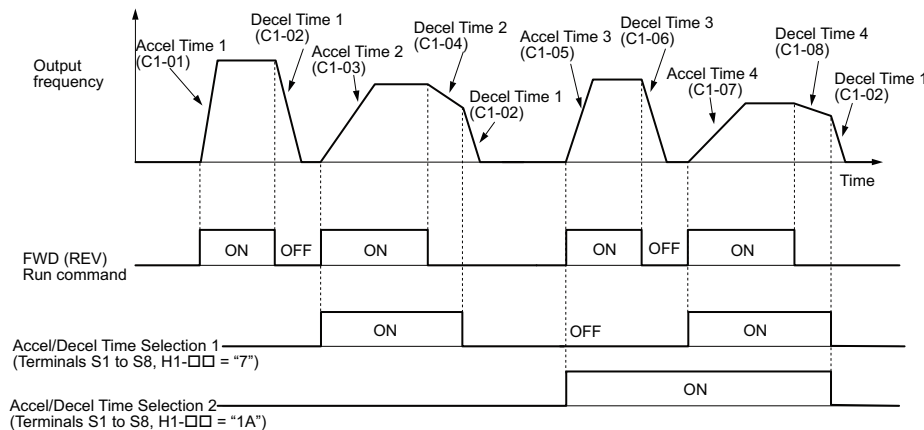 Output
frequency
Accel Time 1
(C1-01)
Decel Time 1
(C1-02)
Accel Time 2
(C1-03)
Decel Time 2
(C1-04)
Decel Time 1
(C1-02)
Accel Time 3
(C1-05)
Decel Time 3
(C1-06)
Accel Time 4
(C1-07)
Decel Time 4
(C1-08)
Decel Time 1
(C1-02)
Time
FWD (REV)
Run command
ON
OFF
ON
ON
OFF
ON
Accel/Decel Time Selection 1
(Terminals S1 to S8, H1-□□ = “7”)
ON
OFF
ON
Accel/Decel Time Selection 2
(Terminals S1 to S8, H1-□□ = “1A”)
ON